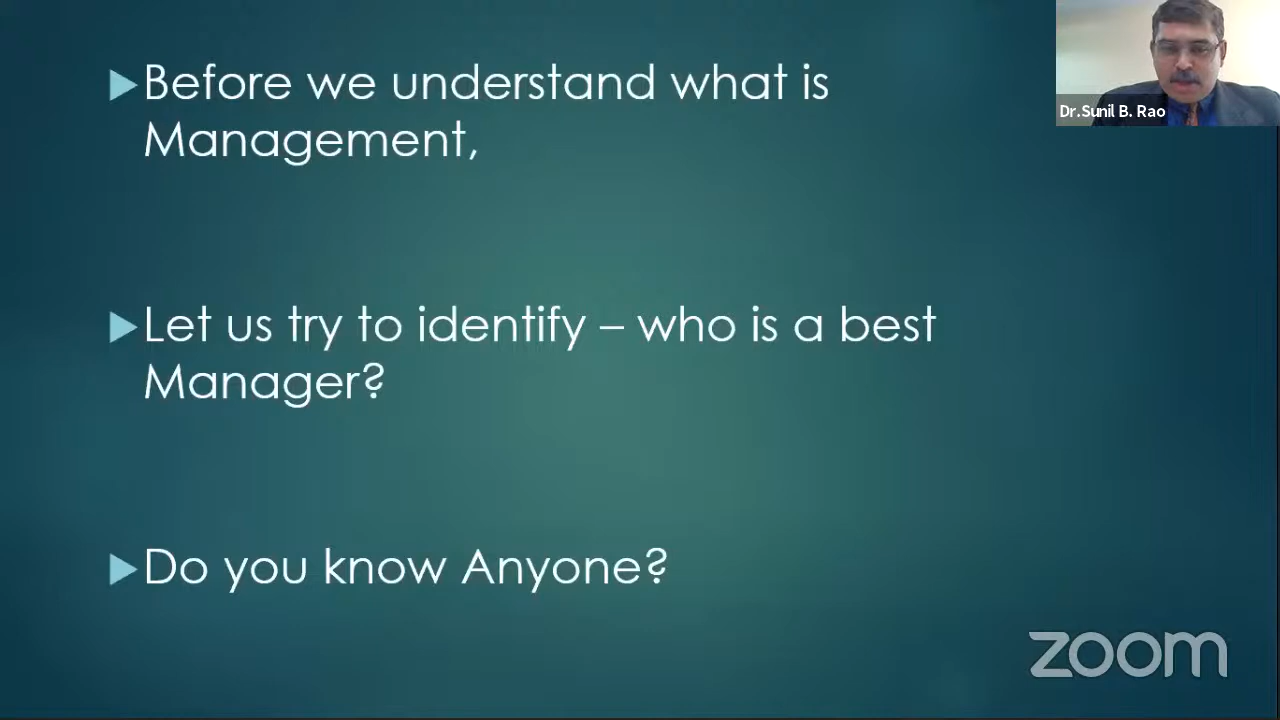 Before we understand what is
Management,
Let us try to identify – who is a best
Manager?
Do you know Anyone?
Dr.Sunil B. Rao
zoom